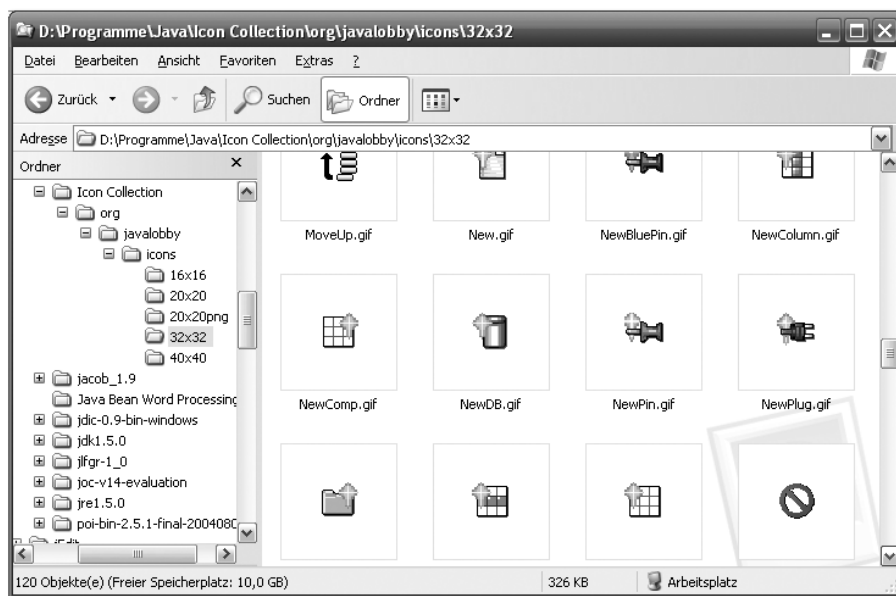 D:\Programme\Java\Icon Collection\org\javalobby\icons\32x32
Datei Bearbeiten Ansicht Favoriten Extras ?
Zurück Suchen Ordner
Adresse D:\Programme\Java\Icon Collection\org\javalobby\icons\32x32
Ordner
Icon Collection
org
javalobby
icons
16x16
20x20
20x20png
32x32
40x40
jacob_1.9
Java Bean Word Processing
jdic-0.9-bin-windows
jdk1.5.0
jlfgr-1_0
joc-v14-evaluation
jre1.5.0
poi-bin-2.5.1-final-2004080
MoveUp.gif New.gif NewBluePin.gif NewColumn.gif
NewComp.gif NewDB.gif NewPin.gif NewPlug.gif
120 Objekte(e) (Freier Speicherplatz: 10,0 GB) 326 KB Arbeitsplatz